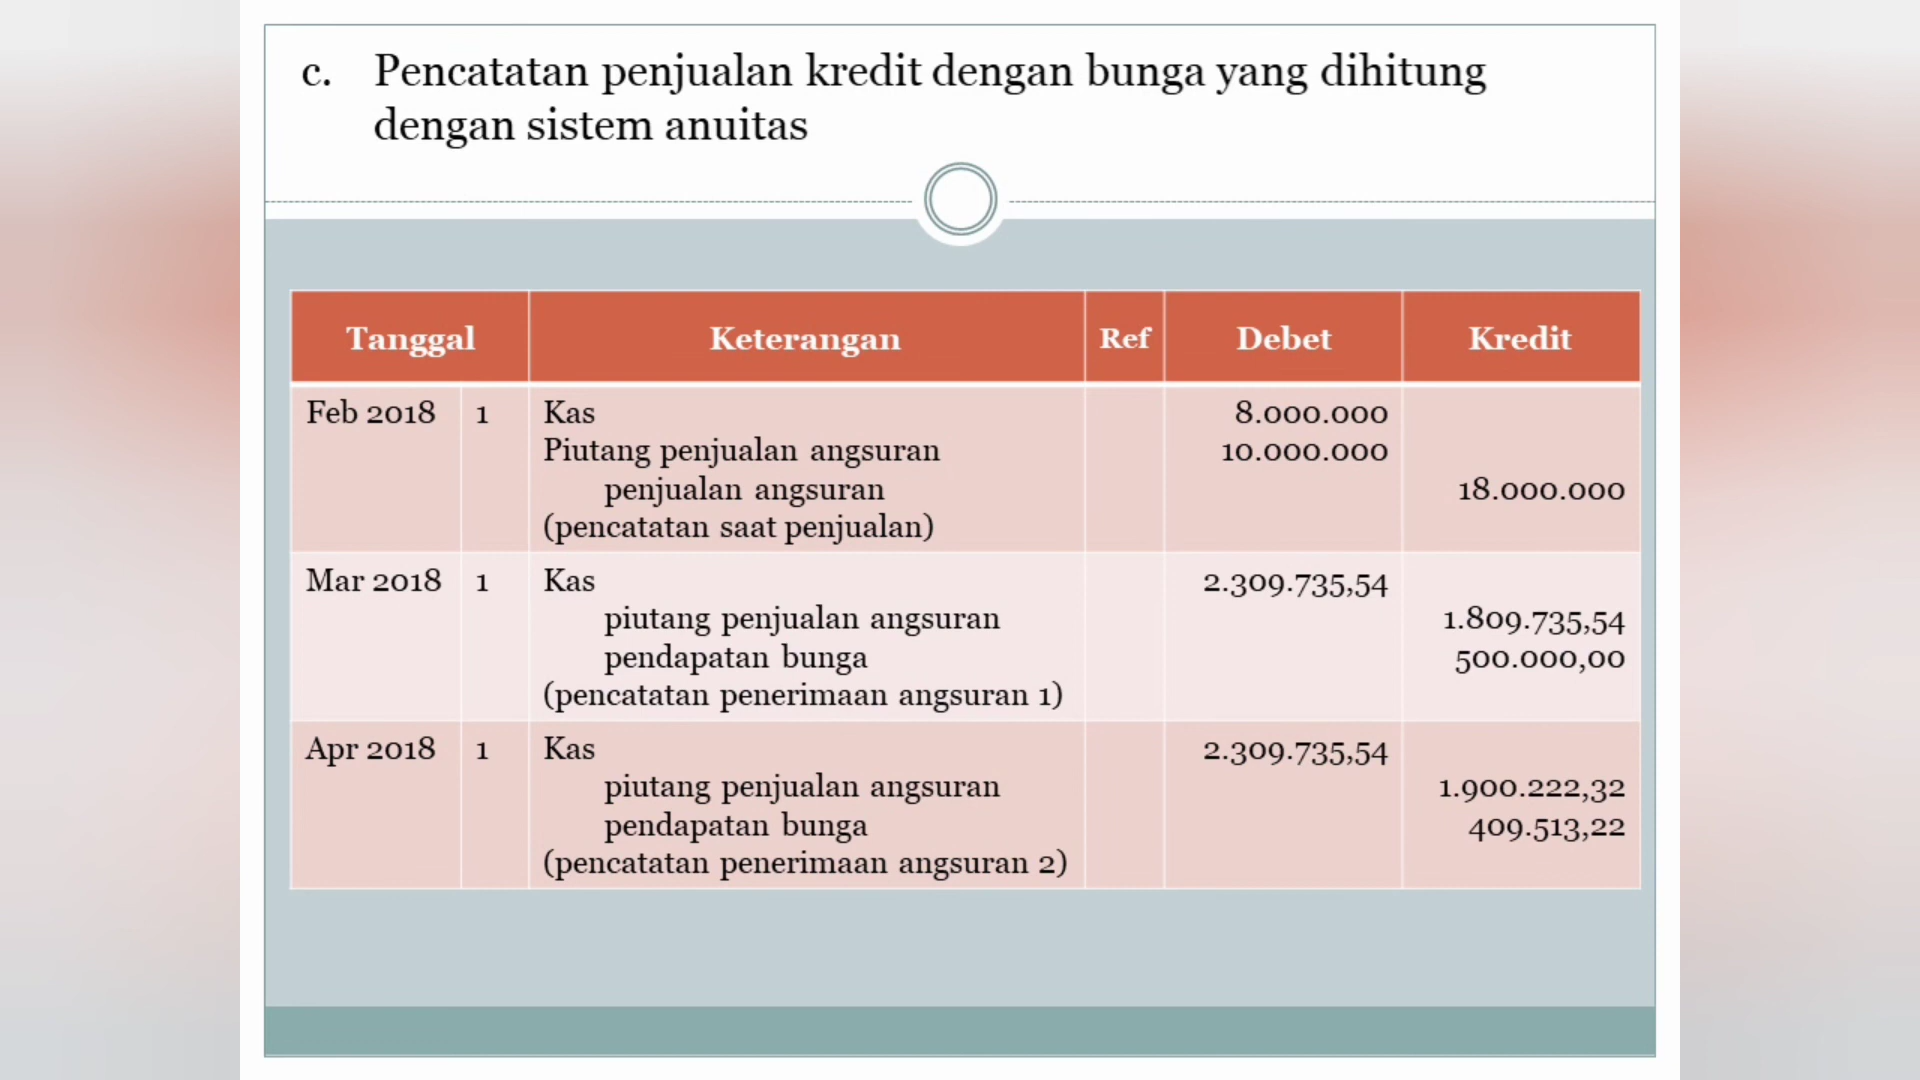 c. Pencatatan penjualan kredit dengan bunga yang dihitung
dengan sistem anuitas
Tanggal Keterangan Ref Debet Kredit
Feb 2018 1 Kas 8.000.000
Piutang penjualan angsuran 10.000.000
penjualan angsuran 18.000.000
(pencatatan saat penjualan)
Mar 2018 1 Kas 2.309.735,54
piutang penjualan angsuran 1.809.735,54
pendapatan bunga 500.000,00
(pencatatan penerimaan angsuran 1)
Apr 2018 1 Kas 2.309.735,54
piutang penjualan angsuran 1.900.222,32
pendapatan bunga 409.513,22
(pencatatan penerimaan angsuran 2)